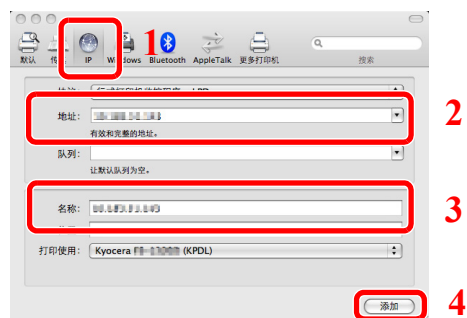 1
默认 IP Windows Bluetooth AppleTalk 更多打印机 搜索
地址:
2
有效和完整的地址。
队列:
让默认队列为空。
名称:
3
打印使用: Kyocera (KPDL)
添加
4